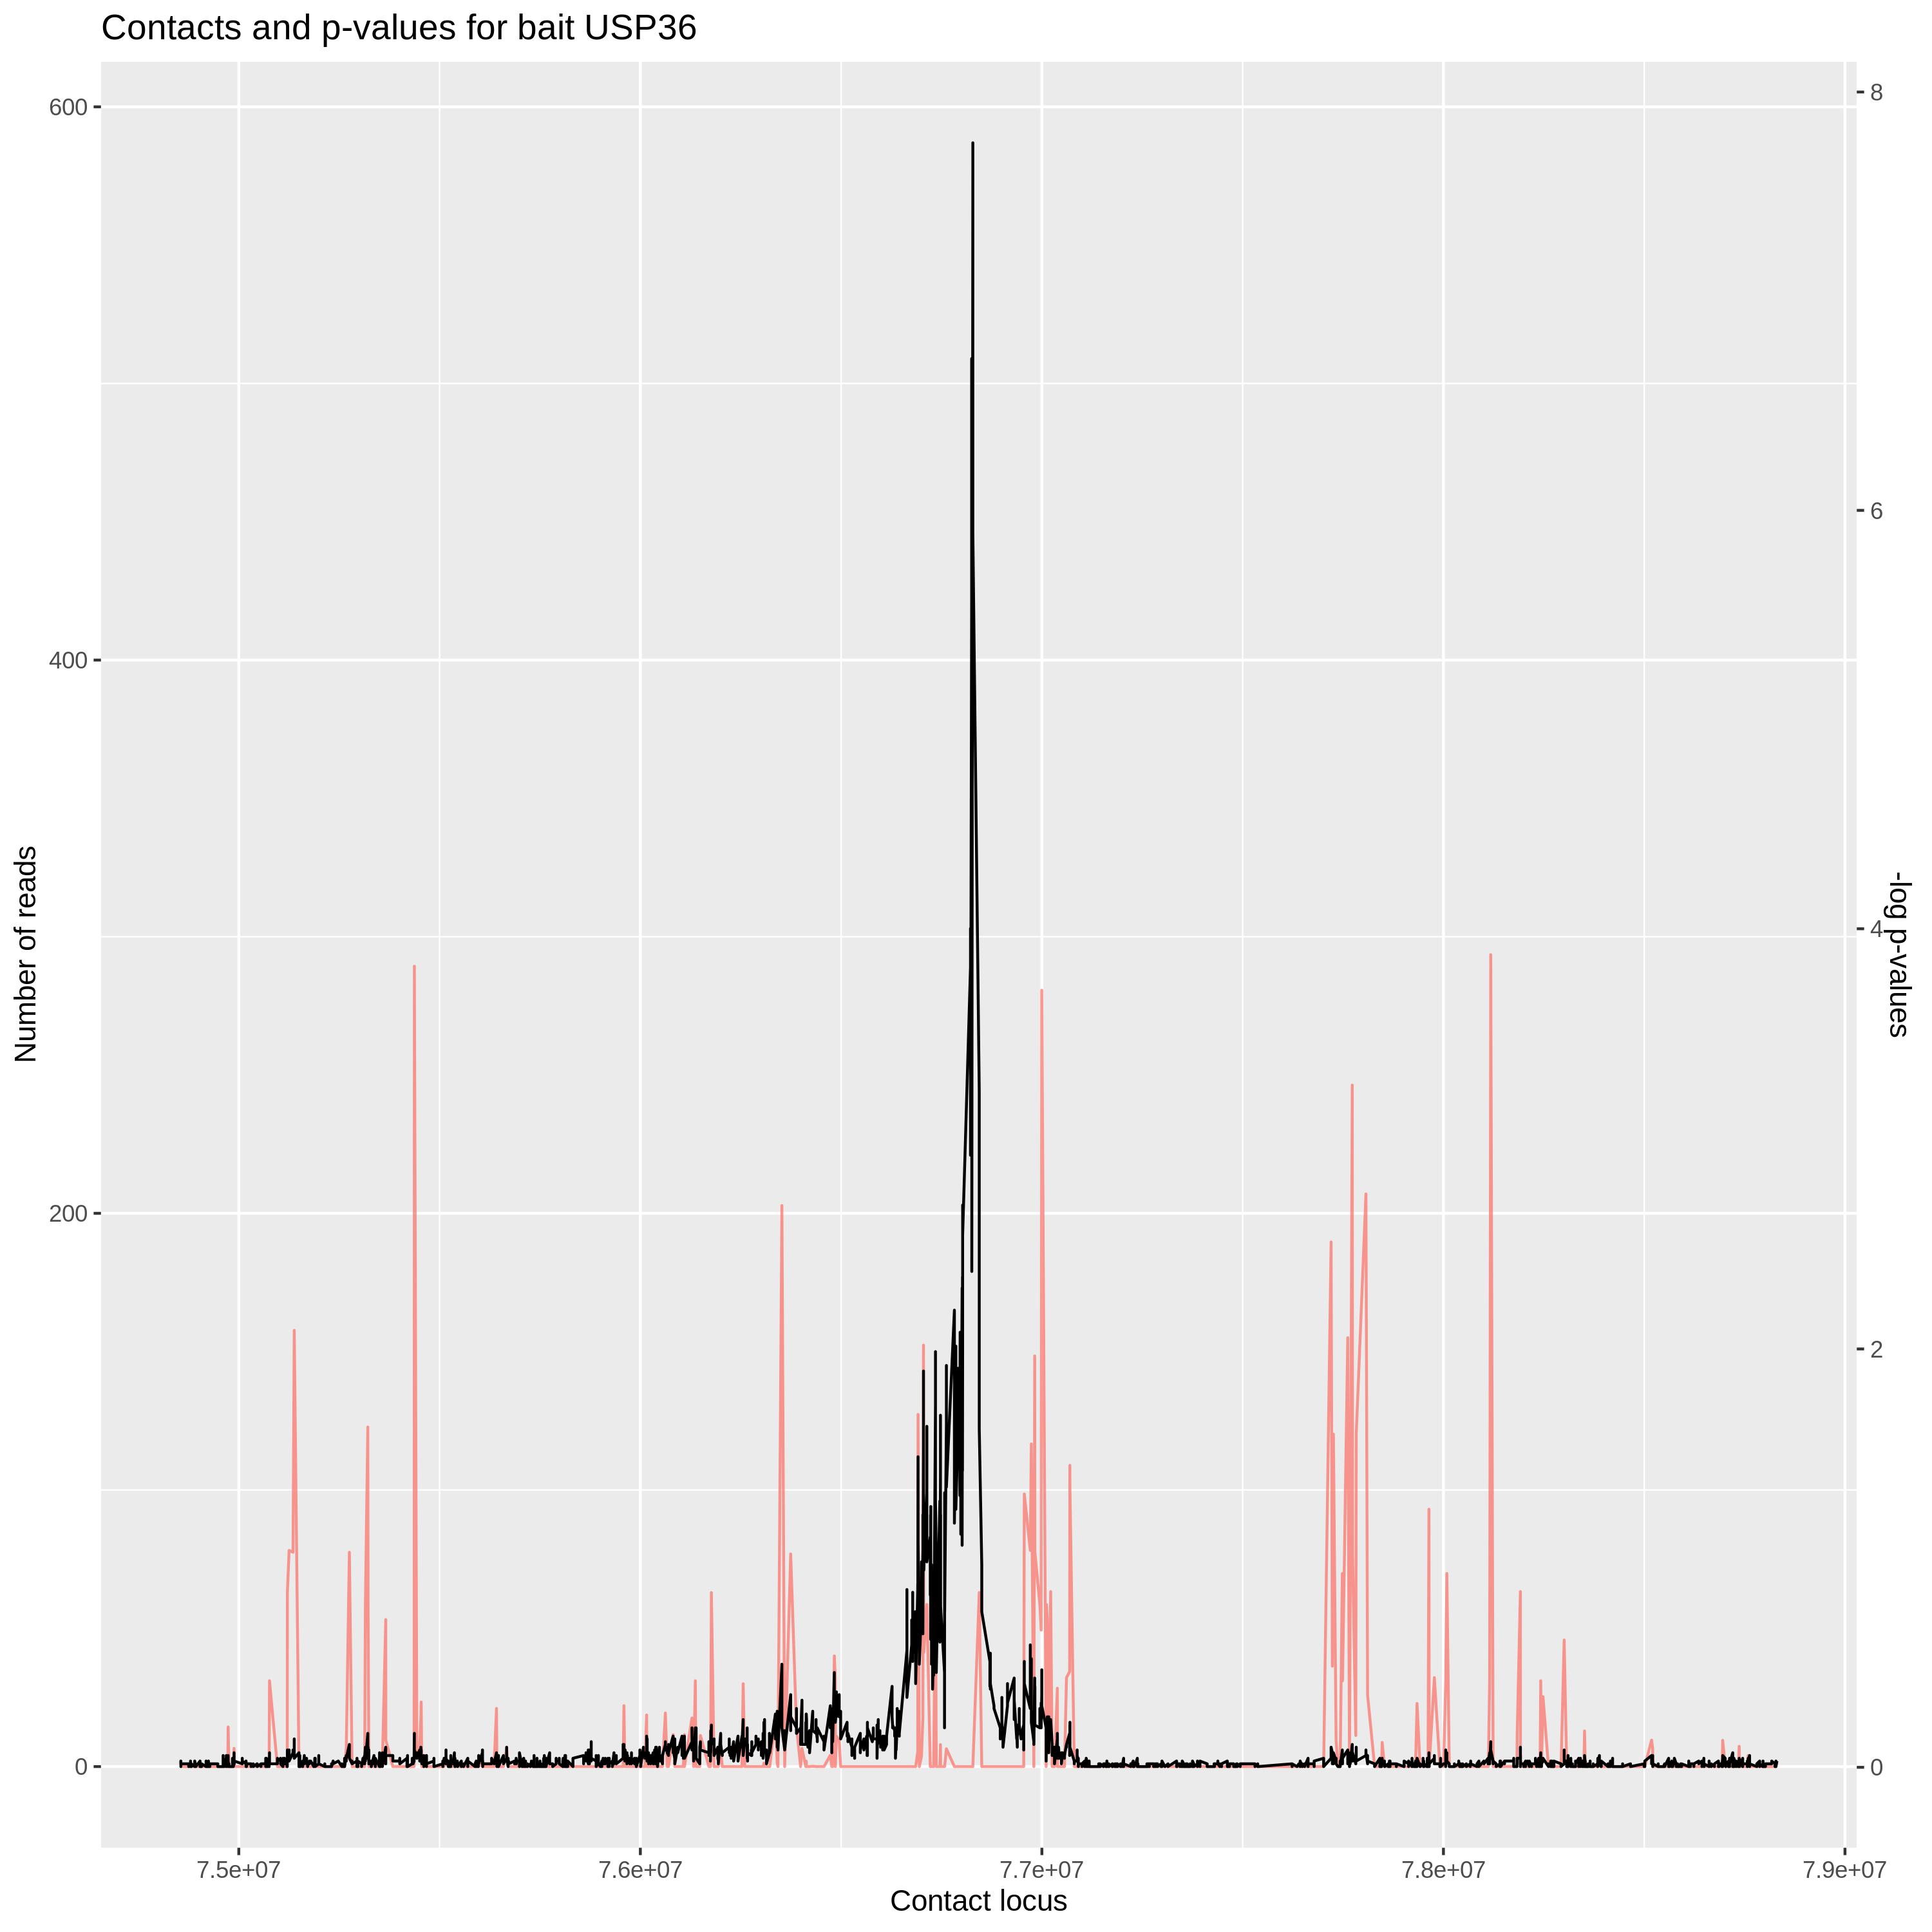 Contacts and p-values for bait USP36
600
400
200
0
Number of reads
8
6
4
2
0
-log p-values
7.5e+07
7.6e+07
7.7e+07
7.8e+07
7.9e+07
Contact locus